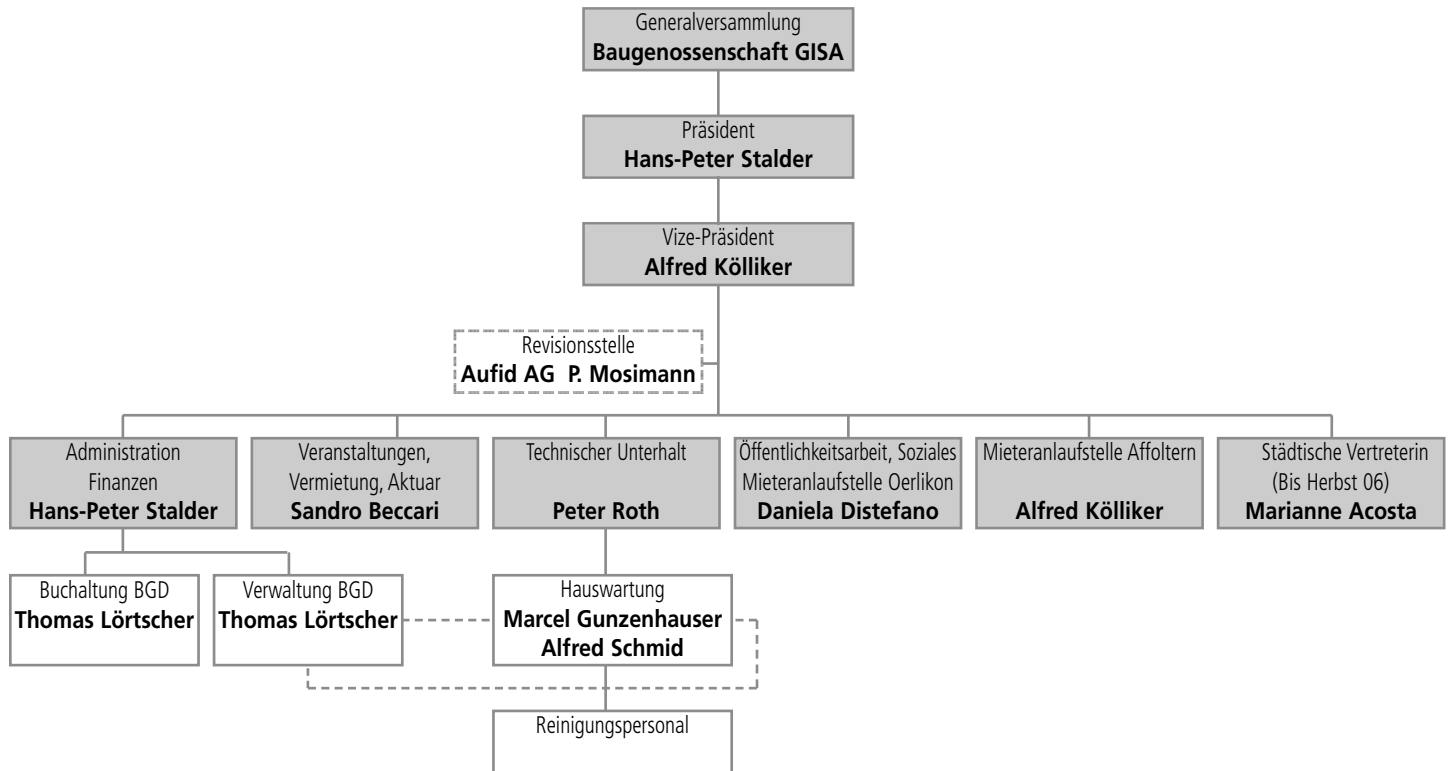 Generalversammlung
Baugenossenschaft GISA
Präsident
Hans-Peter Stalder
Vize-Präsident
Alfred Kölliker
Revisionsstelle
Aufid AG  P. Mosimann
Administration
Finanzen
Hans-Peter Stalder
Veranstaltungen,
Vermietung, Aktuar
Sandro Beccari
Technischer Unterhalt
Peter Roth
Öffentlichkeitsarbeit, Soziales
Mieteranlaufstelle Oerlikon
Daniela Distefano
Mieteranlaufstelle Affoltern
Alfred Kölliker
Städtische Vertreterin
(Bis Herbst 06)
Marianne Acosta
Buchaltung BGD
Thomas Lörtscher
Verwaltung BGD
Thomas Lörtscher
Hauswartung
Marcel Gunzenhauser
Alfred Schmid
Reinigungspersonal